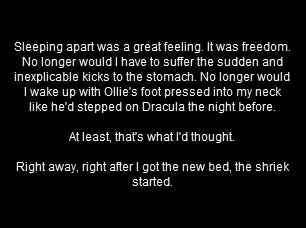 Sleeping apart was a great feeling. It was freedom.
No longer would I have to suffer the sudden and
inexplicable kicks to the stomach. No longer would
I wake up with Ollie's foot pressed into my neck
like he'd stepped on Dracula the night before.
At least, that's what I'd thought.
Right away, right after I got the new bed, the shriek
started.